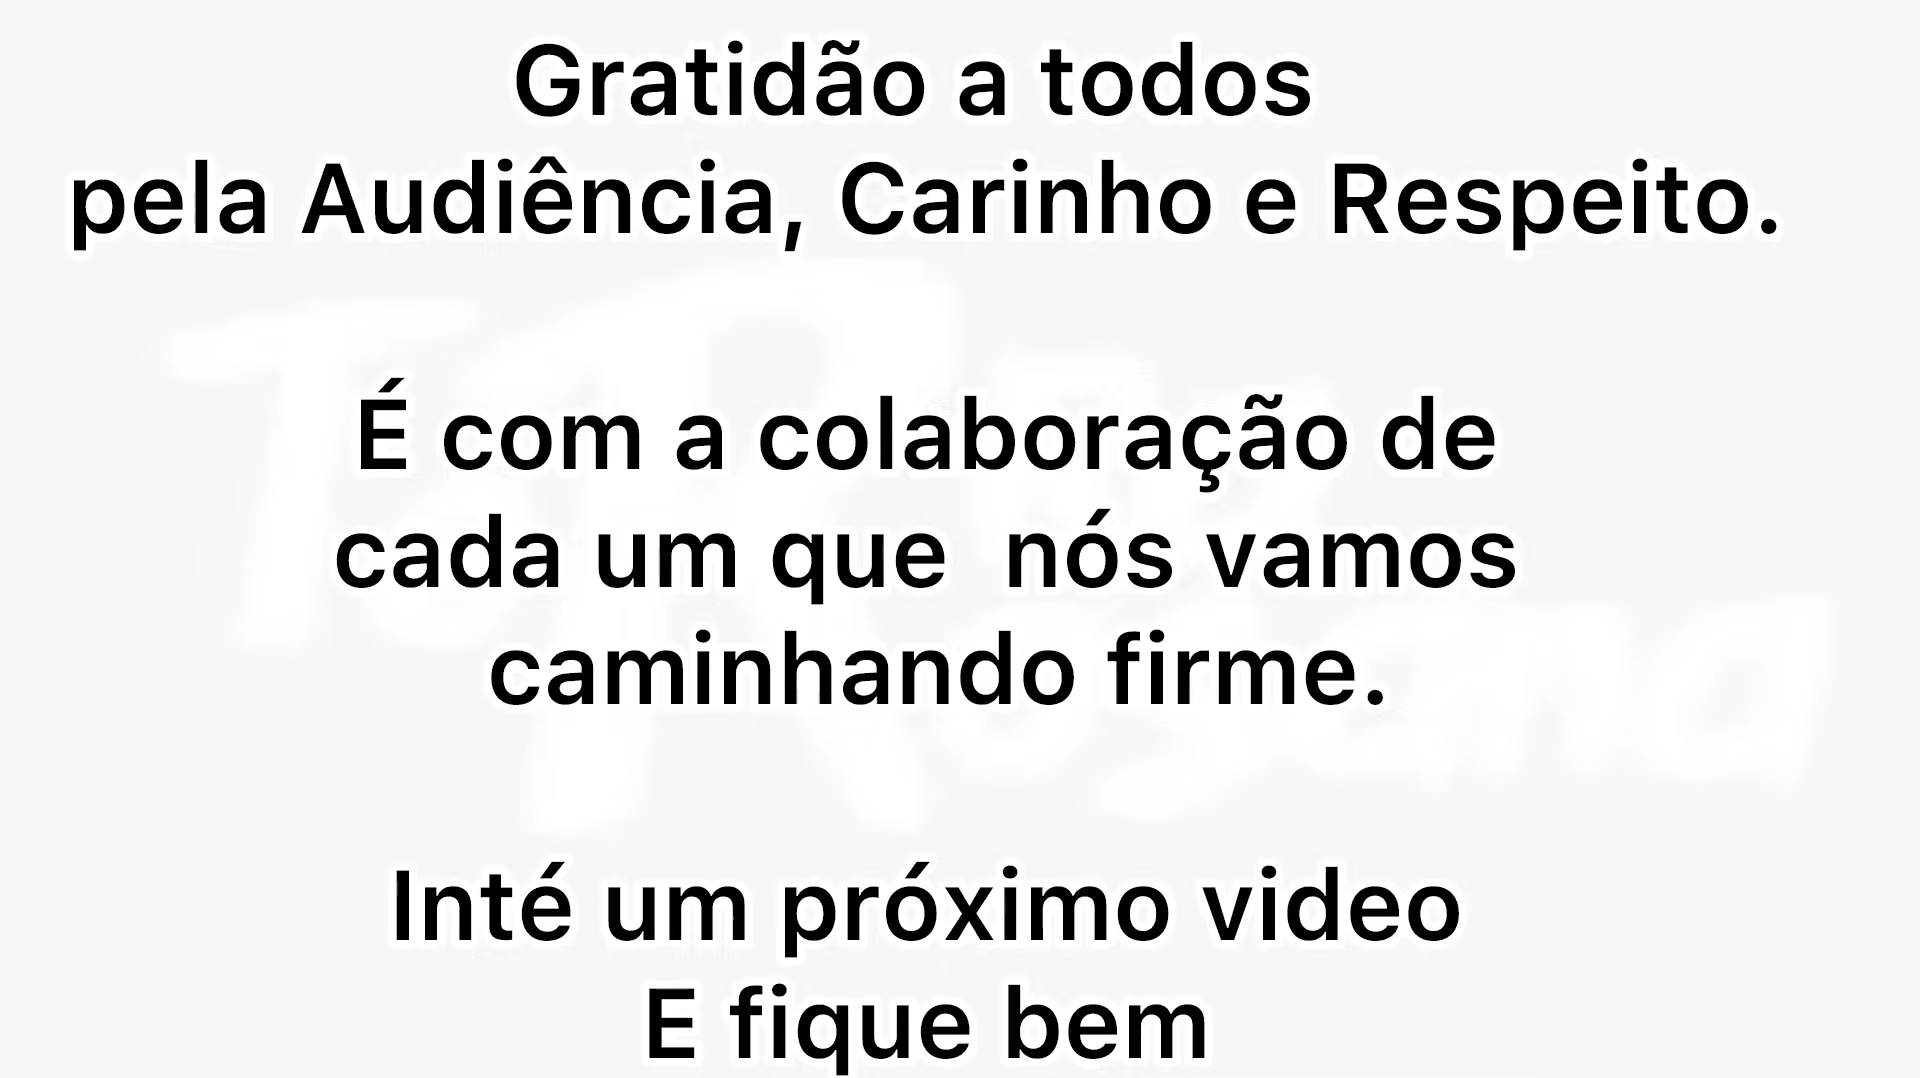 Gratidão a todos
pela Audiência, Carinho e Respeito.
É com a colaboração de
cada um que  nós vamos
caminhando firme.
Inté um próximo video
E fique bem